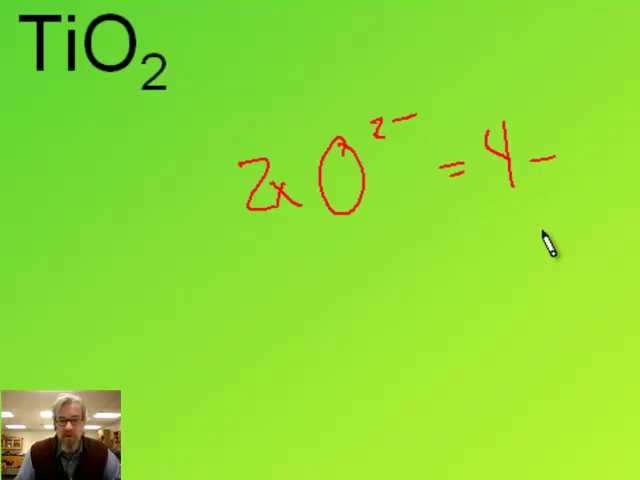 TiO₂
2x O²⁻ = 4-